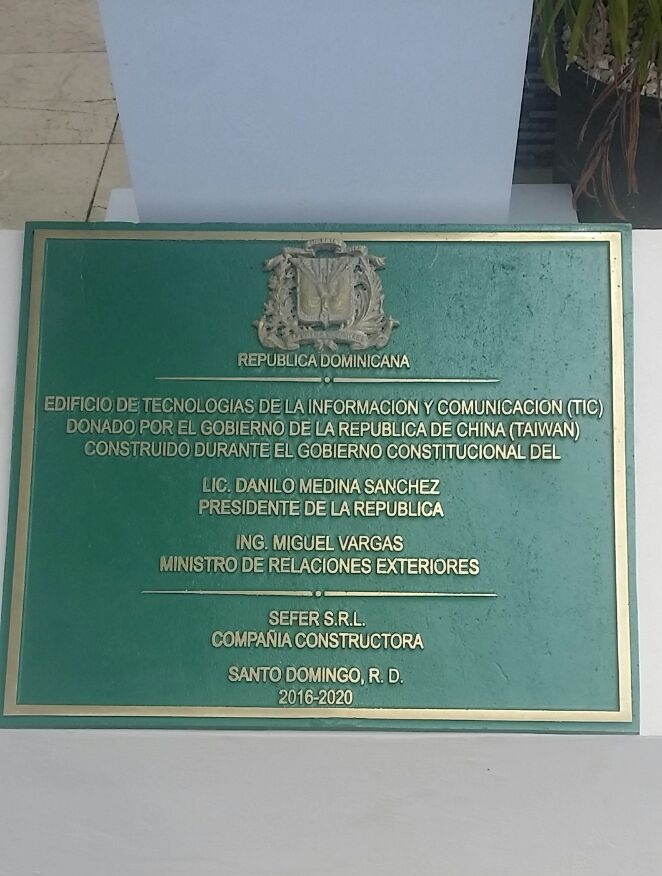 REPUBLICA DOMINICANA
EDIFICIO DE TECNOLOGIAS DE LA INFORMACION Y COMUNICACION (TIC)
DONADO POR EL GOBIERNO DE LA REPUBLICA DE CHINA (TAIWAN)
CONSTRUIDO DURANTE EL GOBIERNO CONSTITUCIONAL DEL
LIC. DANILO MEDINA SANCHEZ
PRESIDENTE DE LA REPUBLICA
ING. MIGUEL VARGAS
MINISTRO DE RELACIONES EXTERIORES
SEFER S.R.L.
COMPAÑIA CONSTRUCTORA
SANTO DOMINGO, R. D.
2016-2020